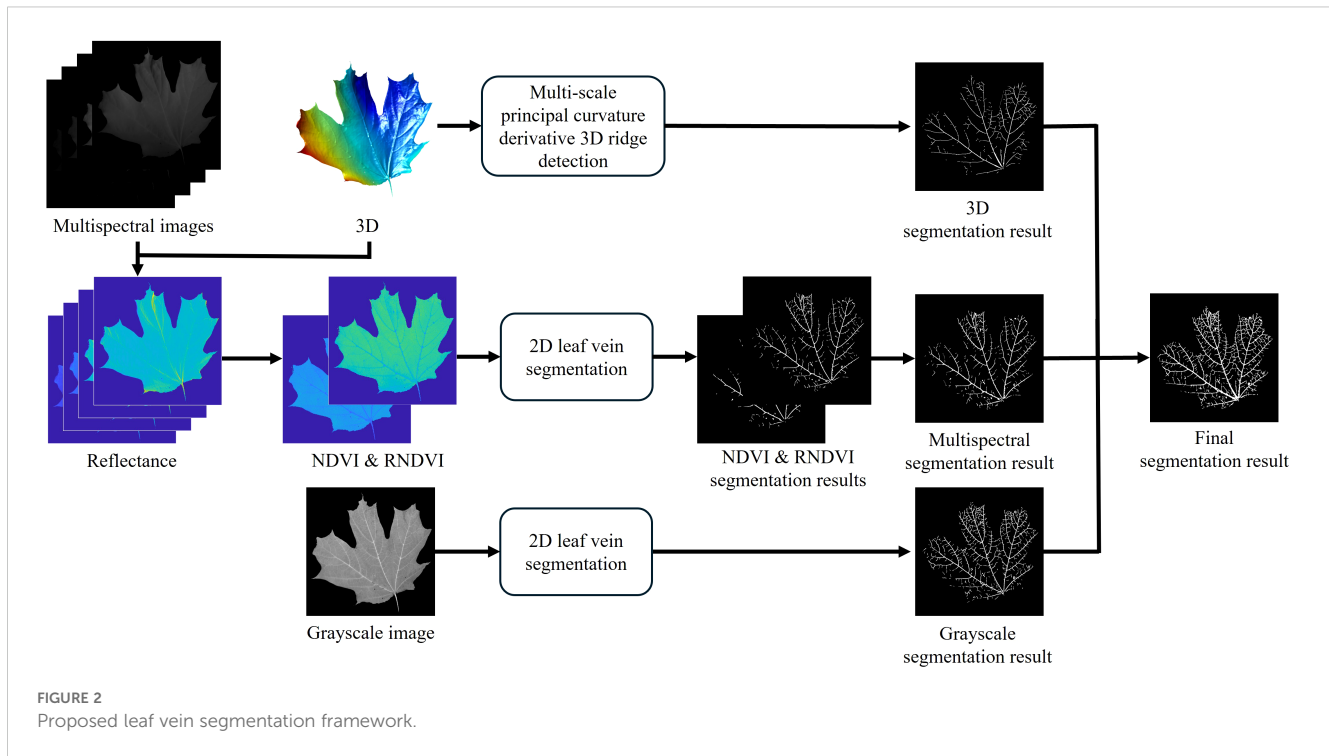 Multi-scale
principal curvature
derivative 3D ridge
detection
Multispectral images
3D
3D
segmentation result
2D leaf vein
segmentation
Reflectance
NDVI & RNDVI
NDVI & RNDVI
segmentation results
Multispectral
segmentation result
Final
segmentation result
2D leaf vein
segmentation
Grayscale image
Grayscale
segmentation result
FIGURE 2
Proposed leaf vein segmentation framework.